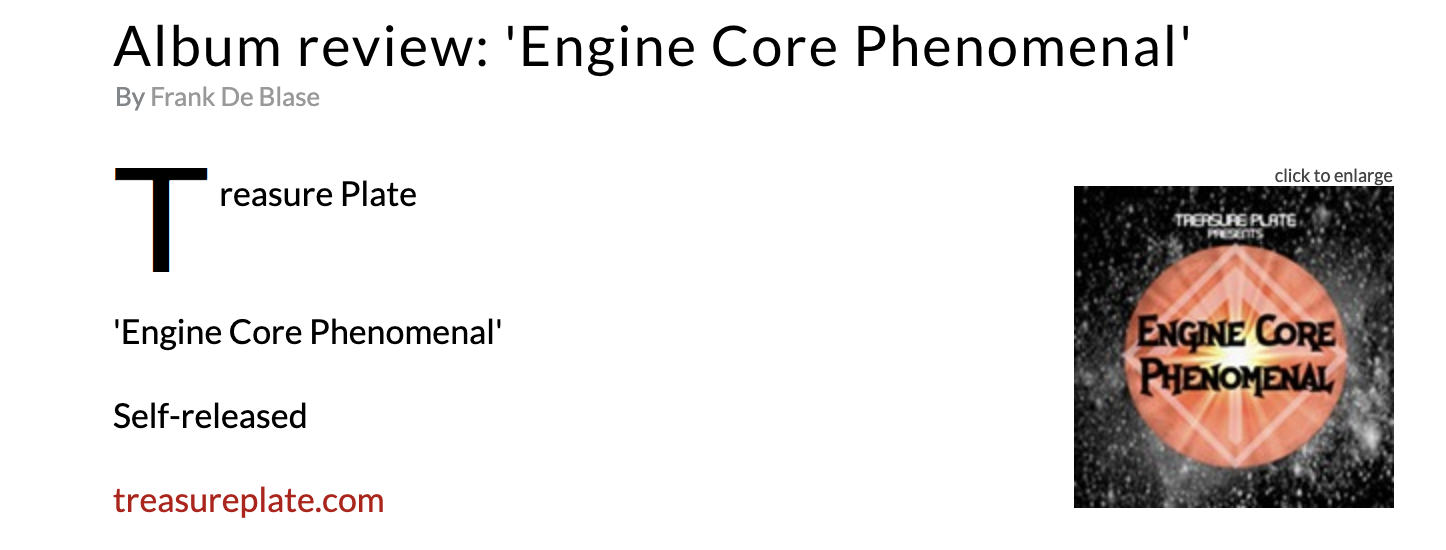 Album review: 'Engine Core Phenomenal'
By Frank De Blase
Treasure Plate
'Engine Core Phenomenal'
Self-released
treasureplate.com
click to enlarge
TREASURE PLATE
PRESENTS
ENGINE CORE
PHENOMENAL